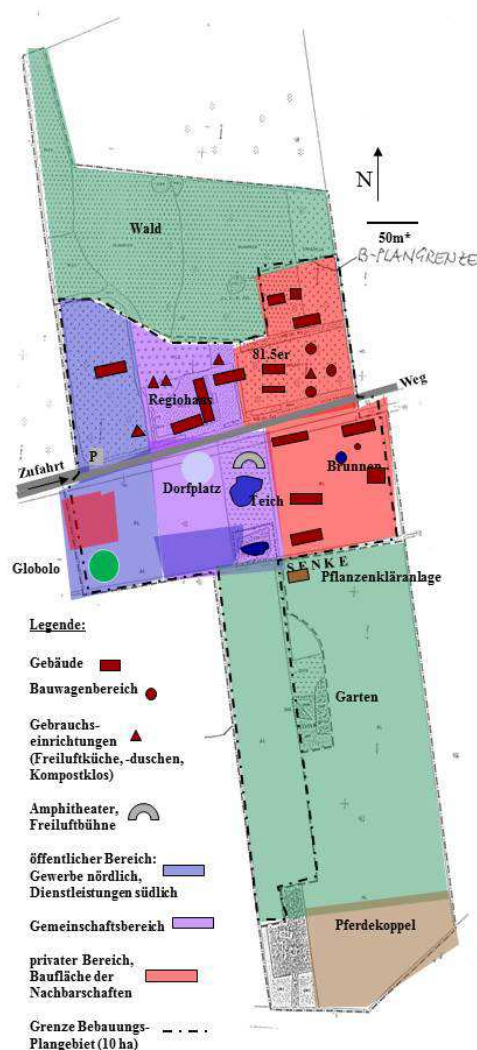 Wald
N
50m*
B-PLANGRENZE
81.5er
Regiohaus
Weg
P
Zufahrt
Dorfplatz
Teich
Brunnen
Globolo
SENKE
Pflanzenkläranlage
Legende:
Gebäude
Bauwagenbereich
Garten
Gebrauchs-
einrichtungen
(Freiluftküche, -duschen,
Kompostklos)
Amphitheater,
Freiluftbühne
öffentlicher Bereich:
Gewerbe nördlich,
Dienstleistungen südlich
Gemeinschaftsbereich
Pferdekoppel
privater Bereich,
Baufläche der
Nachbarschaften
Grenze Bebauungs-
Plangebiet (10 ha)